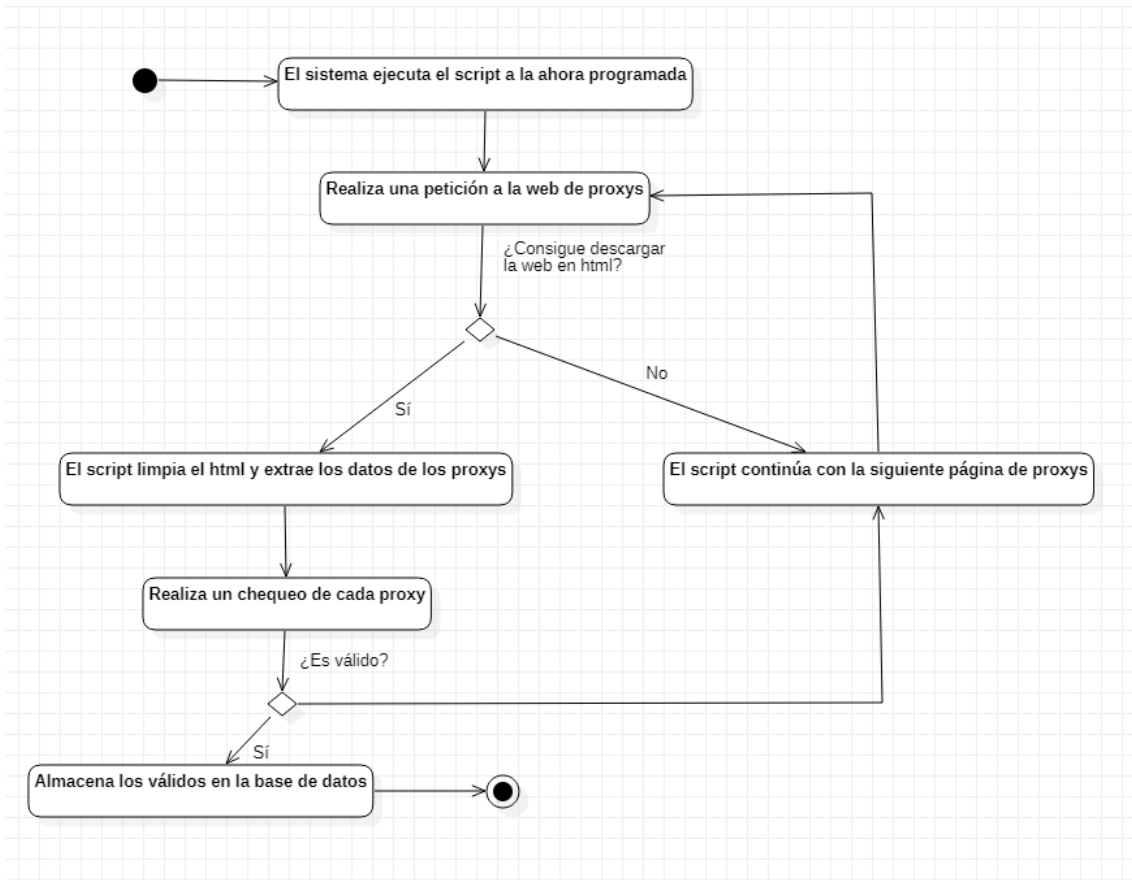 El sistema ejecuta el script a la ahora programada
Realiza una petición a la web de proxys
¿Consigue descargar
la web en html?
No
Sí
El script limpia el html y extrae los datos de los proxys
El script continúa con la siguiente página de proxys
Realiza un chequeo de cada proxy
¿Es válido?
Sí
Almacena los válidos en la base de datos